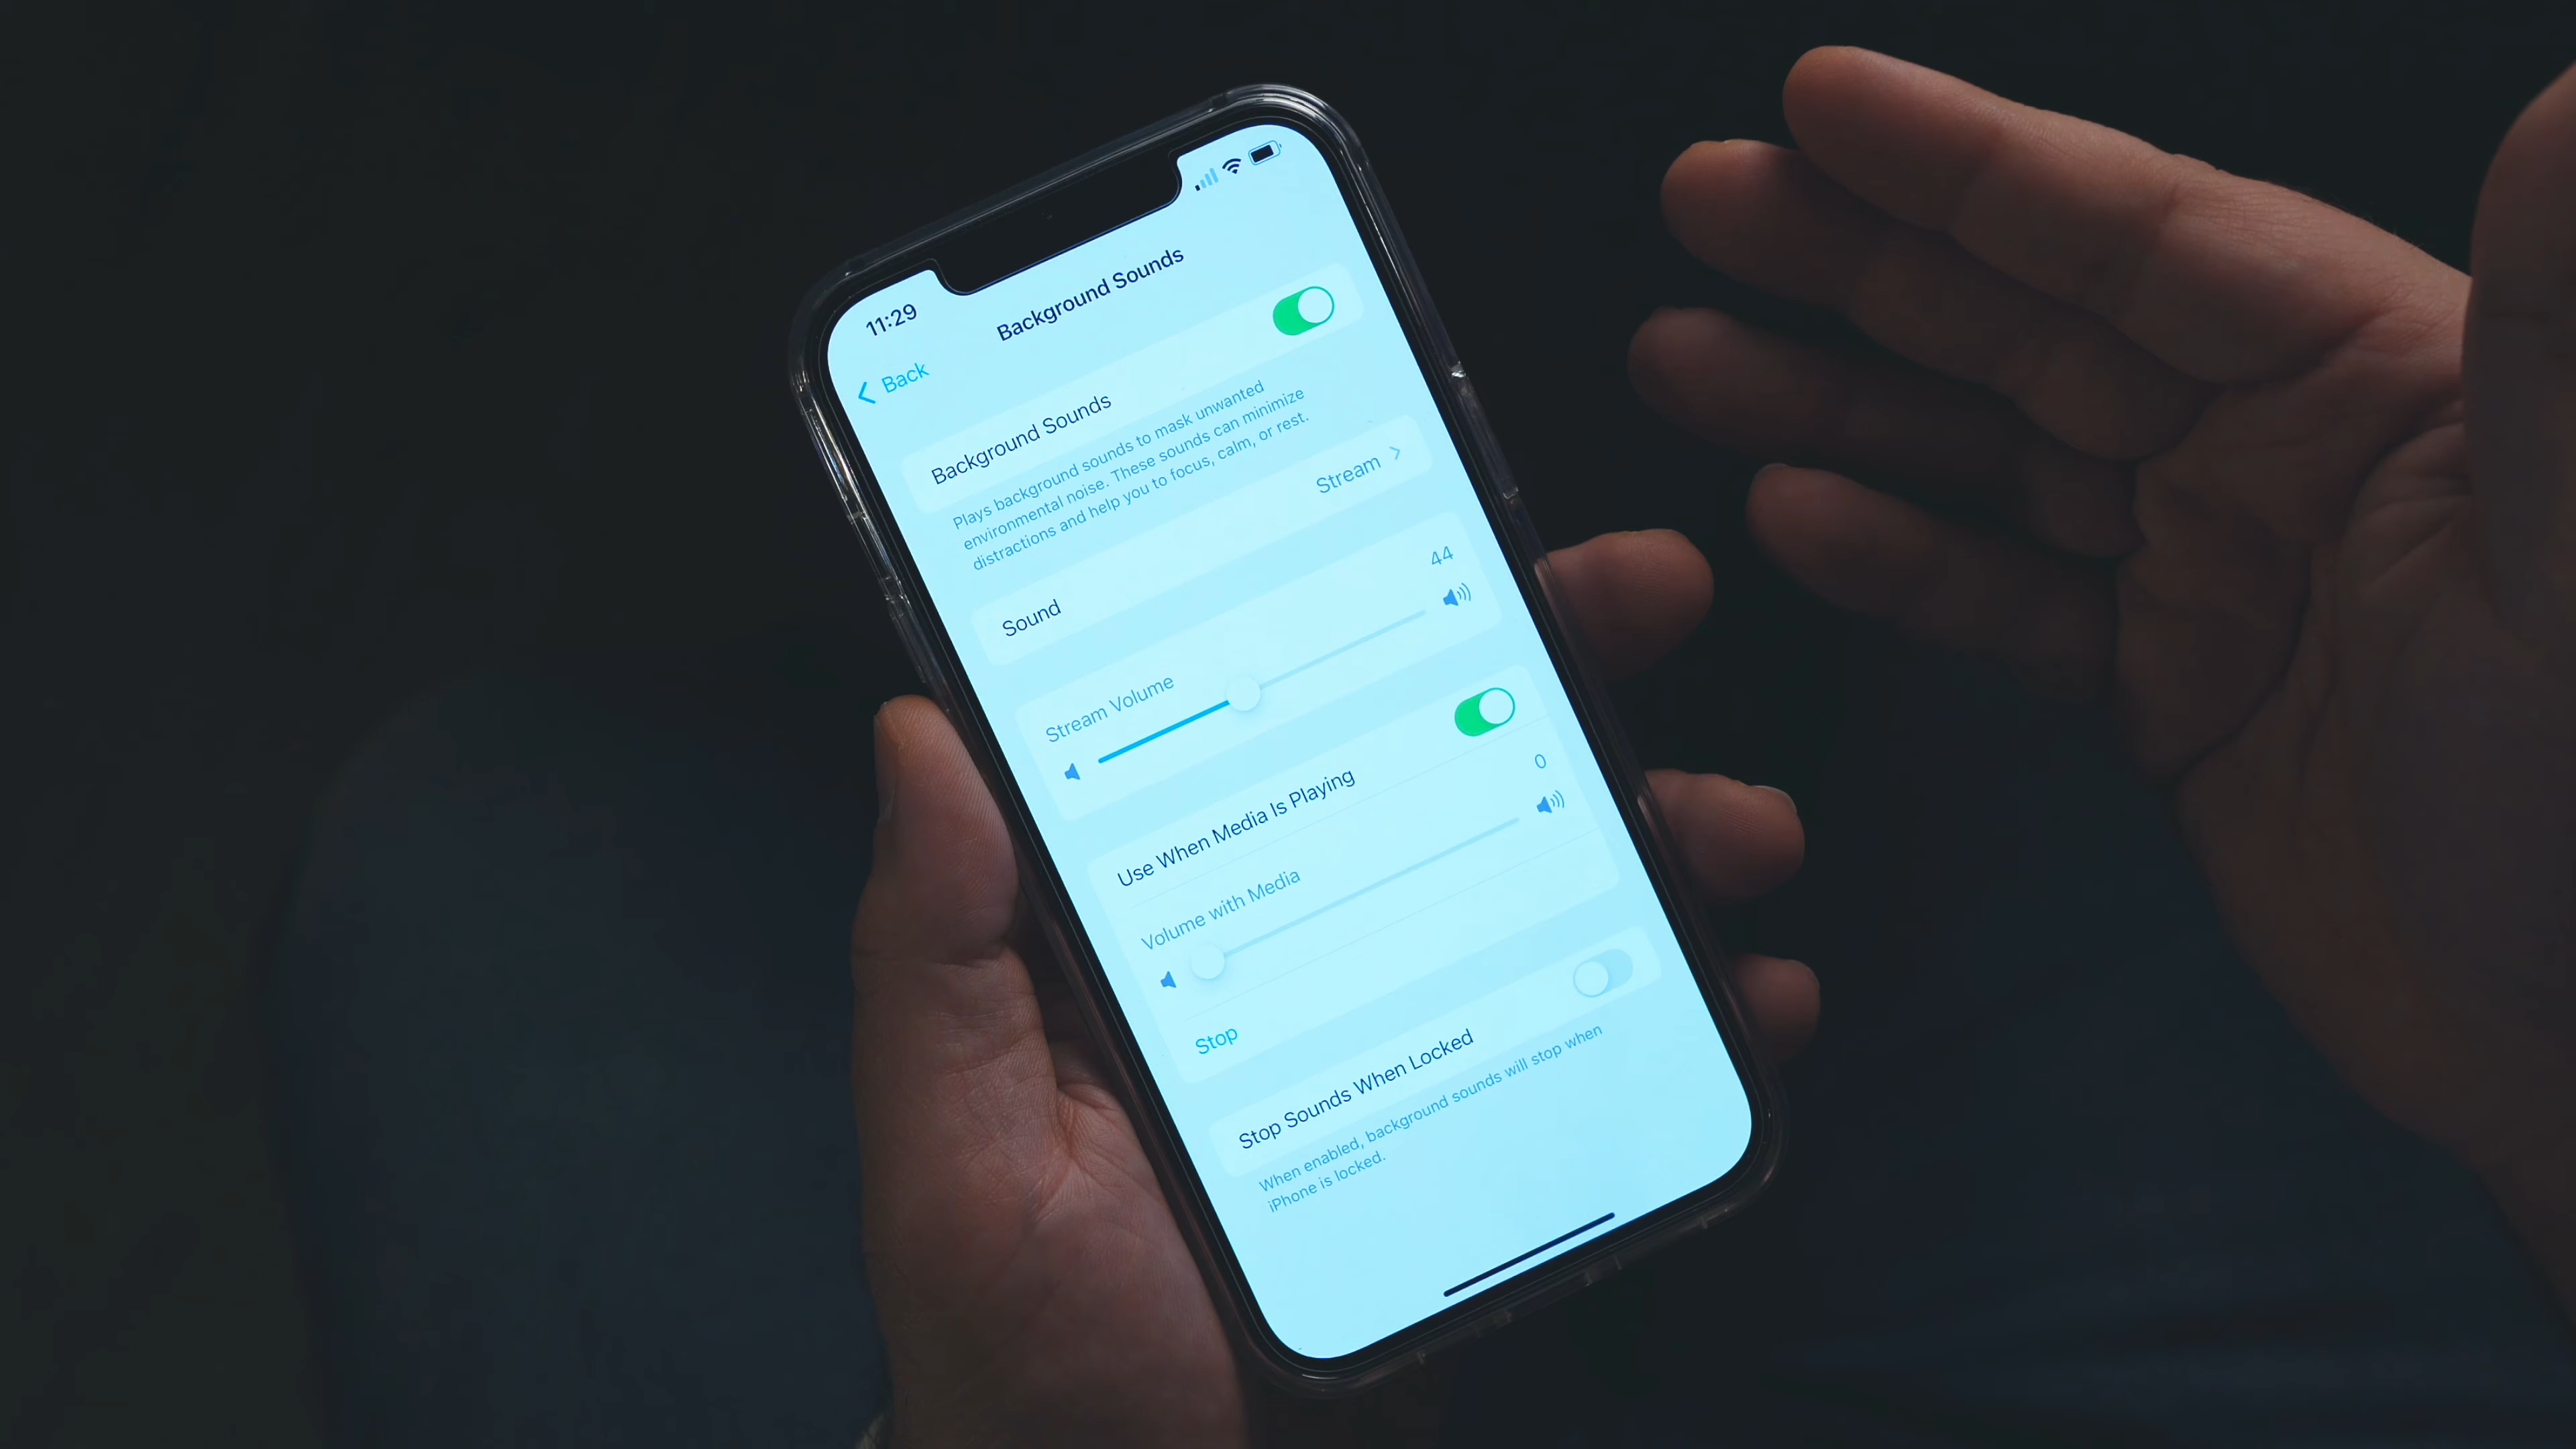 11:29
Back
Background Sounds
Background Sounds
Plays background sounds to mask unwanted
environmental noise. These sounds can minimize
distractions and help you to focus, calm, or rest.
Sound
Stream
Stream Volume
44
Use When Media Is Playing
Volume with Media
0
Stop
Stop Sounds When Locked
When enabled, background sounds will stop when
iPhone is locked.